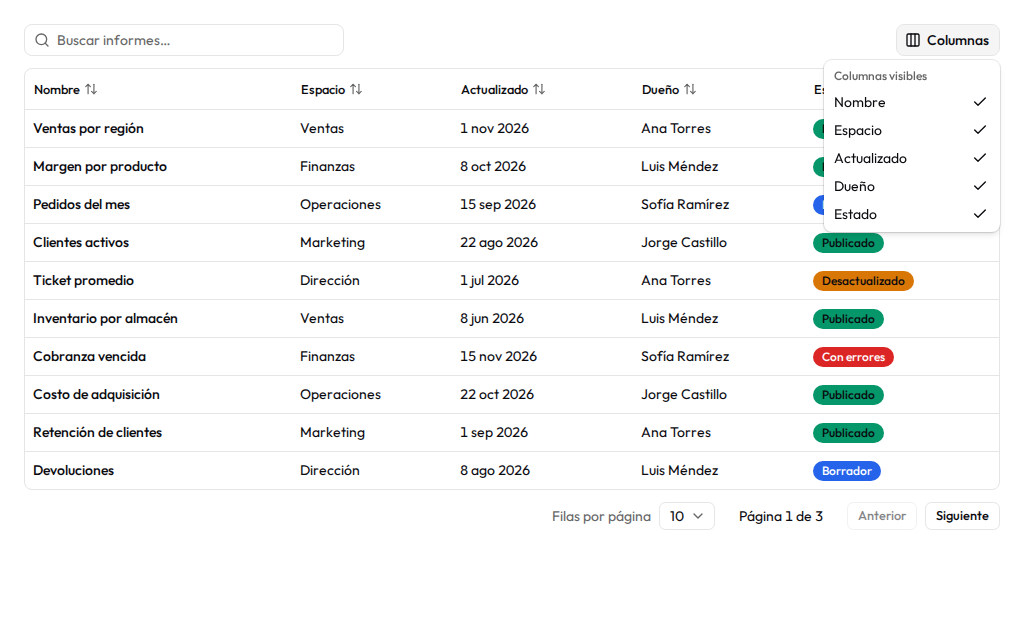 Buscar informes…
Columnas
Nombre Espacio Actualizado Dueño
Columnas visibles
Nombre
Espacio
Actualizado
Dueño
Estado
Ventas por región Ventas 1 nov 2026 Ana Torres
Margen por producto Finanzas 8 oct 2026 Luis Méndez
Pedidos del mes Operaciones 15 sep 2026 Sofía Ramírez
Clientes activos Marketing 22 ago 2026 Jorge Castillo Publicado
Ticket promedio Dirección 1 jul 2026 Ana Torres Desactualizado
Inventario por almacén Ventas 8 jun 2026 Luis Méndez Publicado
Cobranza vencida Finanzas 15 nov 2026 Sofía Ramírez Con errores
Costo de adquisición Operaciones 22 oct 2026 Jorge Castillo Publicado
Retención de clientes Marketing 1 sep 2026 Ana Torres Publicado
Devoluciones Dirección 8 ago 2026 Luis Méndez Borrador
Filas por página 10 Página 1 de 3 Anterior Siguiente